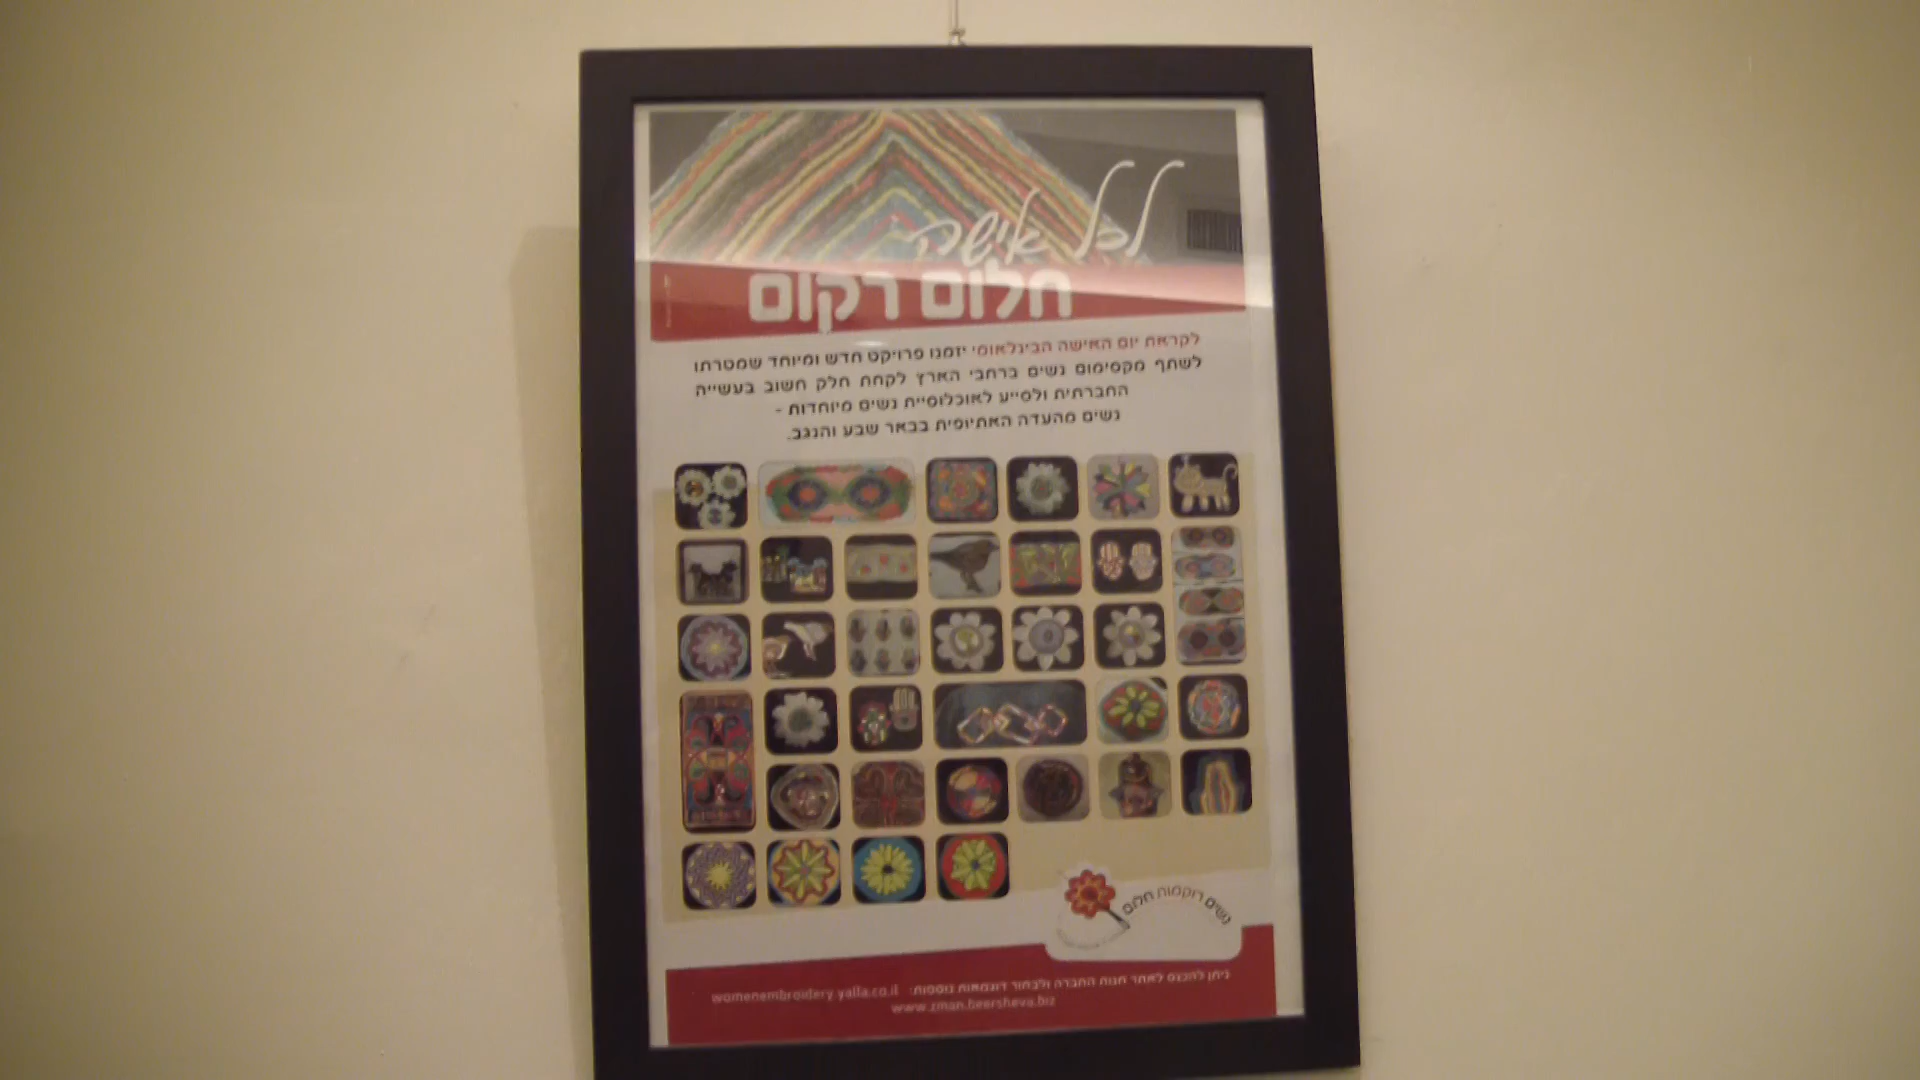 לכל אישה
חלום רקום
לקראת יום האישה הבינלאומי יזמנו פרויקט חדש ומיוחד שמטרתו
לשתף מקסימום נשים ברחבי הארץ לקחת חלק חשוב בעשייה
החברתית ולסייע לאוכלוסיית נשים מיוחדות -
נשים מהעדה האתיופית בבאר שבע והנגב.
נשים רוקמות חלום
ניתן להכנס לאתר חנות החברה ולבחור דוגמאות נוספות: womenembroidery.yalla.co.il
www.zman.beersheva.biz